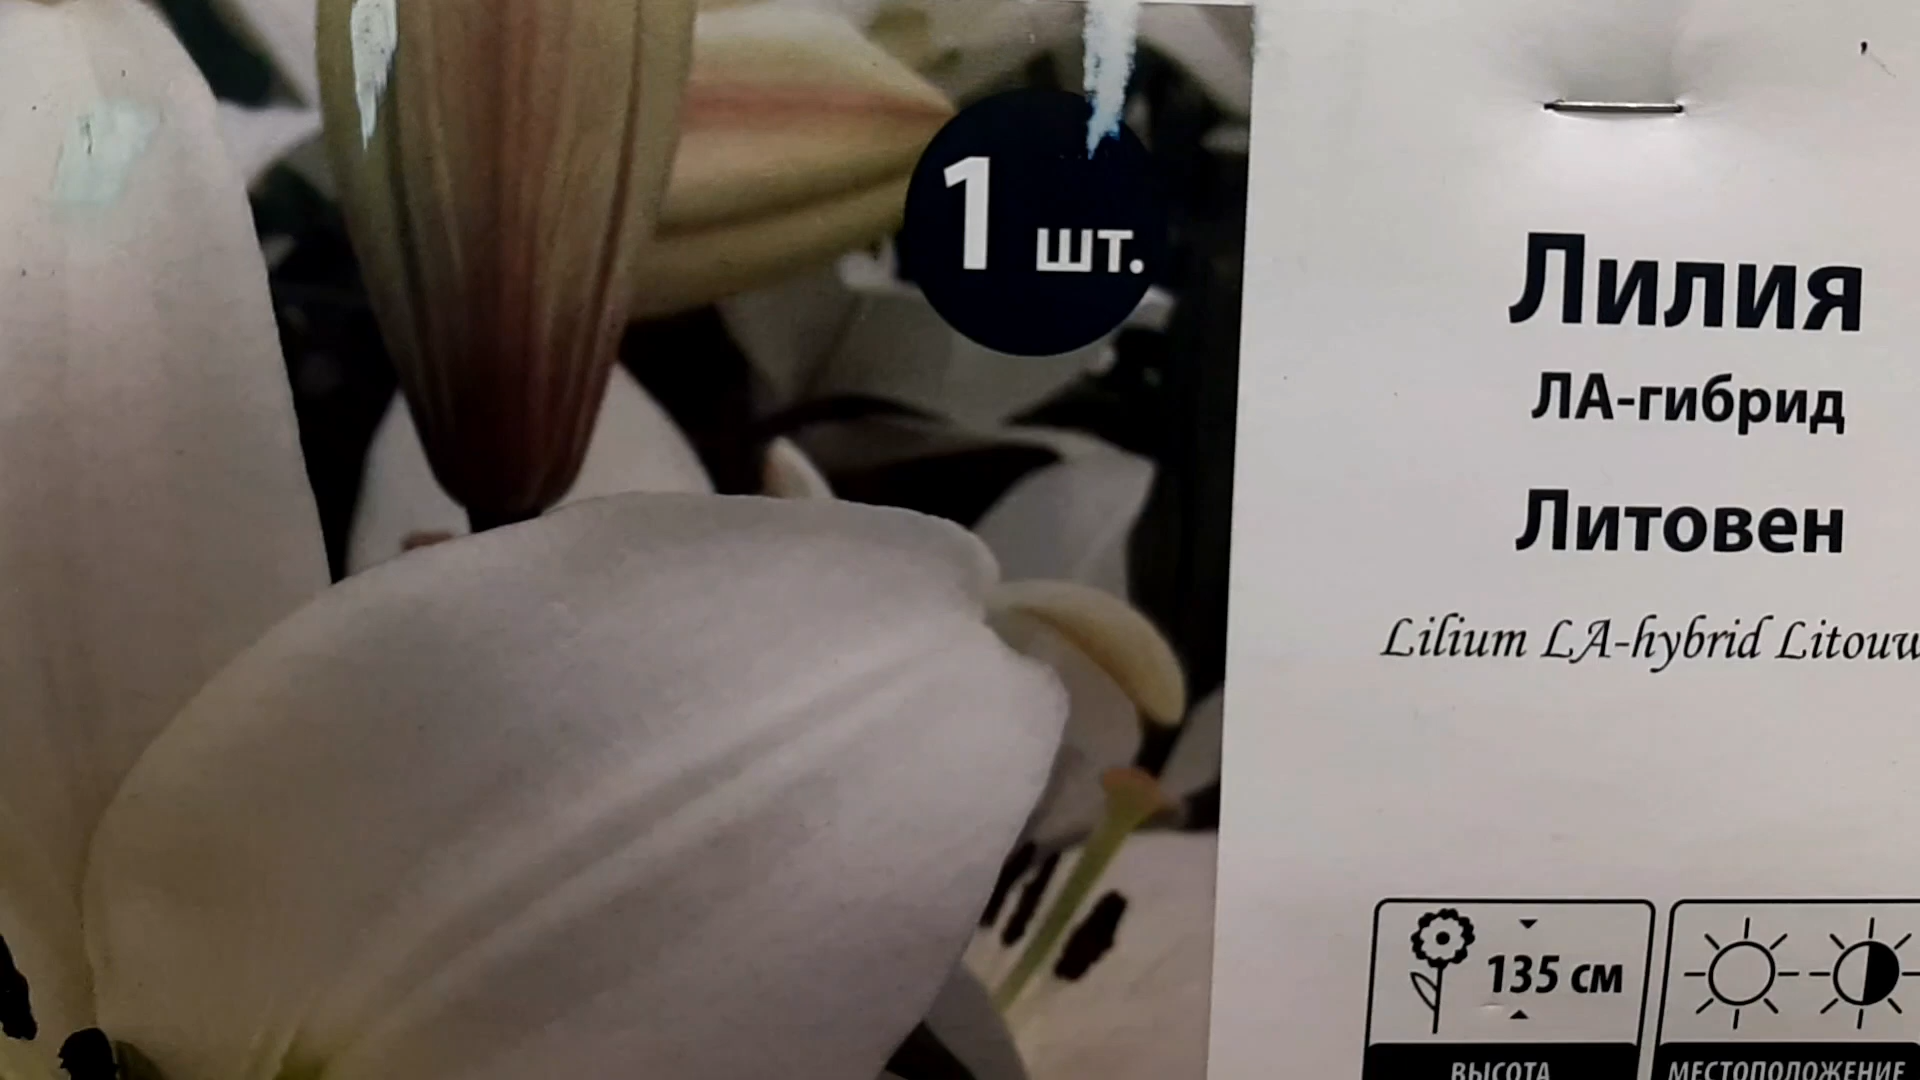 1 шт.
Лилия
ЛА-гибрид
Литовен
Lilium LA-hybrid
135 см
ВЫСОТА
МЕСТОПОЛОЖЕНИЕ